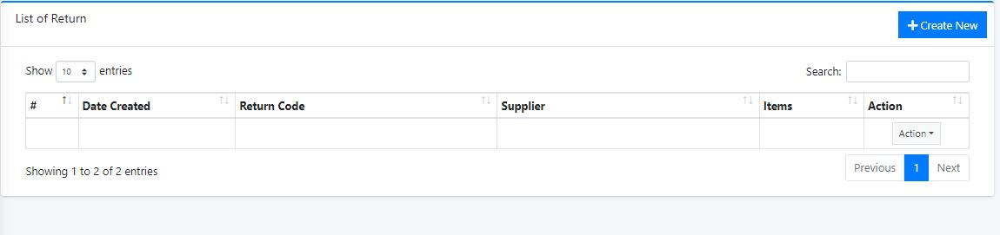 List of Return
Create New
Show 10 entries
Search:
# Date Created Return Code Supplier Items Action
Action
Showing 1 to 2 of 2 entries
Previous 1 Next